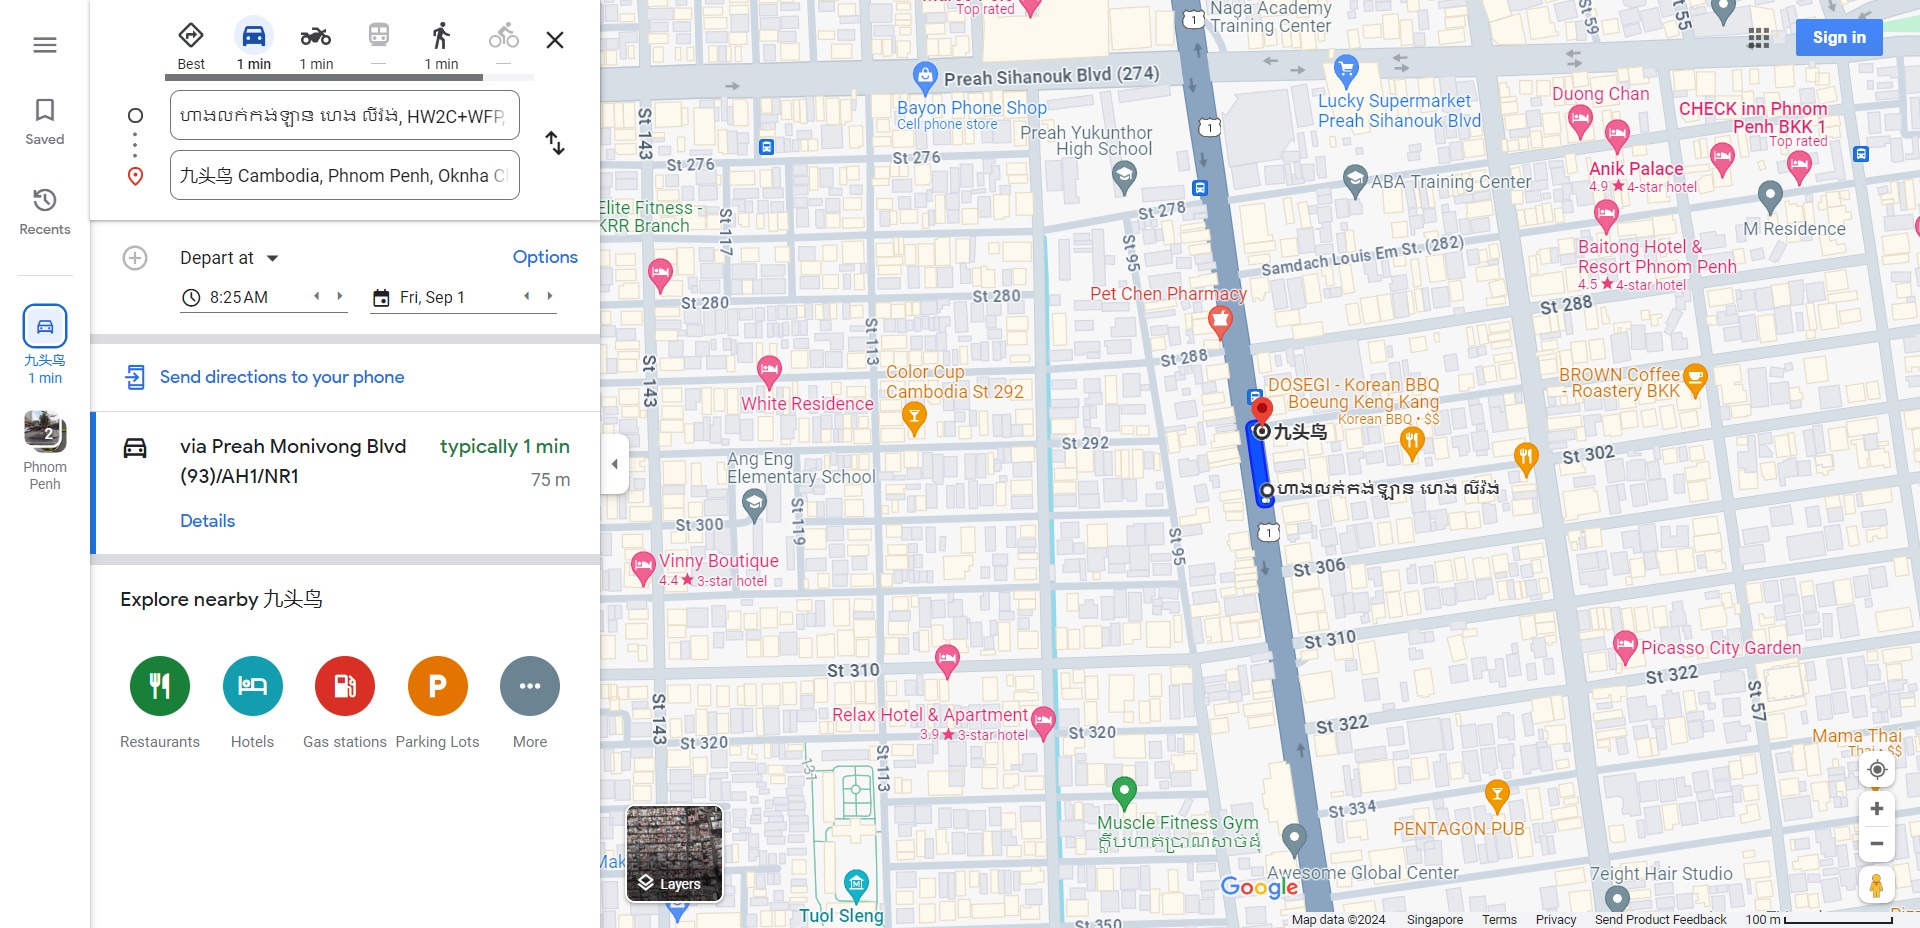 Saved
Recents
九头鸟
1 min
2
Phnom
Penh
Best
1 min
1 min
—
1 min
—
ហាងលក់កង់ឡាន ហេង លីវ៉ង់, HW2C+WFP,
九头鸟 Cambodia, Phnom Penh, Oknha C
Depart at
Options
8:25 AM
Fri, Sep 1
Send directions to your phone
via Preah Monivong Blvd
(93)/AH1/NR1
typically 1 min
75 m
Details
Explore nearby 九头鸟
Restaurants
Hotels
Gas stations
Parking Lots
More
Layers
Top rated
Naga Academy
Training Center
1
Sign in
St 59
St 55
Preah Sihanouk Blvd (274)
Bayon Phone Shop
Cell phone store
Lucky Supermarket
Preah Sihanouk Blvd
Duong Chan
CHECK inn Phnom
Penh BKK 1
Top rated
St 143
St 276
St 276
Preah Yukunthor
High School
1
ABA Training Center
Anik Palace
4.9 ★ 4-star hotel
Elite Fitness -
KRR Branch
St 117
St 278
M Residence
St 95
Samdach Louis Em St. (282)
Baitong Hotel &
Resort Phnom Penh
4.5 ★ 4-star hotel
St 280
St 280
Pet Chen Pharmacy
St 288
St 113
St 288
St 143
Color Cup
Cambodia St 292
White Residence
DOSEGI - Korean BBQ
Boeung Keng Kang
Korean BBQ • $$
BROWN Coffee
- Roastery BKK
九头鸟
St 292
St 302
Ang Eng
Elementary School
ហាងលក់កង់ឡាន ហេង លីវ៉ង់
St 300
St 119
St 95
1
Vinny Boutique
4.4 ★ 3-star hotel
St 306
St 310
St 310
Picasso City Garden
St 322
St 57
St 143
Relax Hotel & Apartment
3.9 ★ 3-star hotel
St 320
St 320
St 322
Mama Thai
Thai • $$
131
St 113
Muscle Fitness Gym
ក្លឹបហាត់ប្រាណសាច់ដុំ
St 334
PENTAGON PUB
Mak
Tuol Sleng
Awesome Global Center
7eight Hair Studio
Google
St 350
Map data ©2024
Singapore
Terms
Privacy
Send Product Feedback
100 m